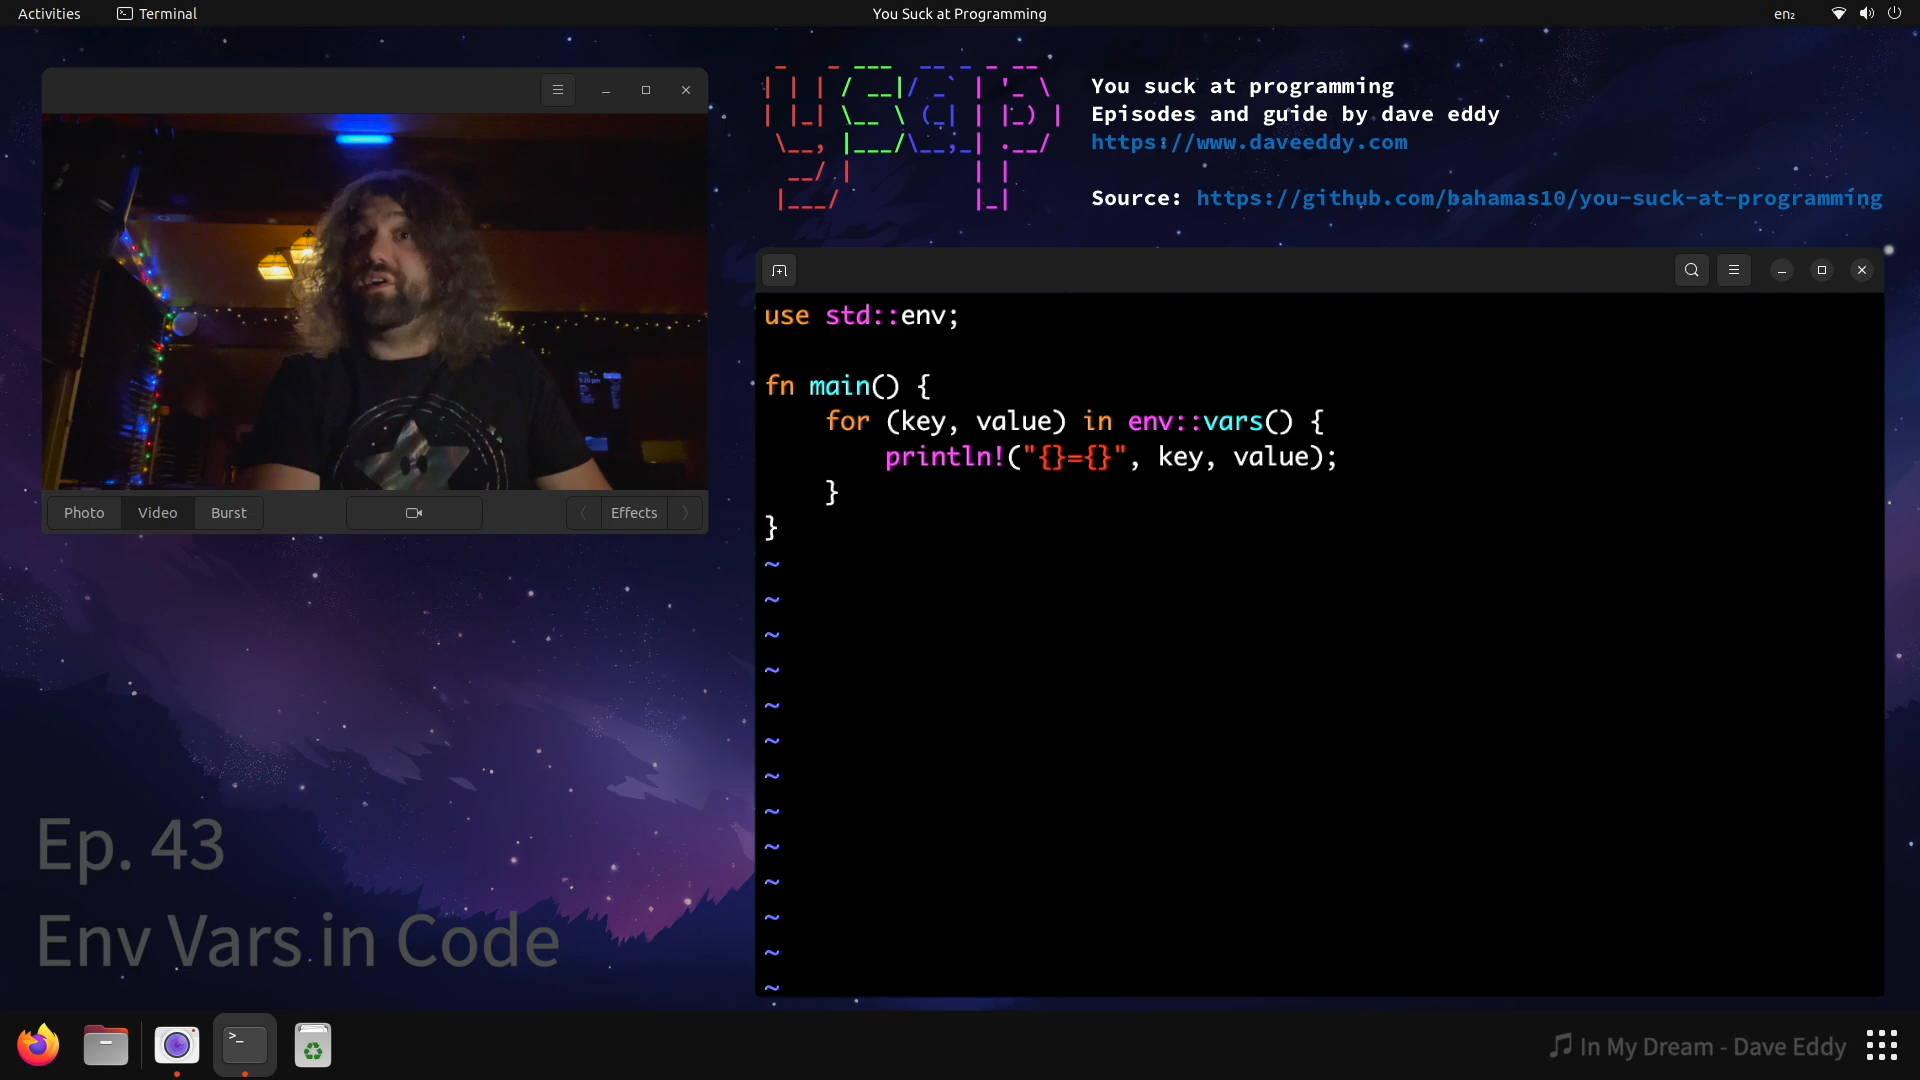 Activities
Terminal
You Suck at Programming
en₂
You suck at programming
Episodes and guide by dave eddy
https://www.daveeddy.com
Source: https://github.com/bahamas10/you-suck-at-programming
use std::env;
fn main() {
    for (key, value) in env::vars() {
        println!("{}={}", key, value);
    }
}
~
~
~
~
~
~
~
~
~
~
~
~
~
Photo
Video
Burst
Effects
Ep. 43
Env Vars in Code
In My Dream - Dave Eddy